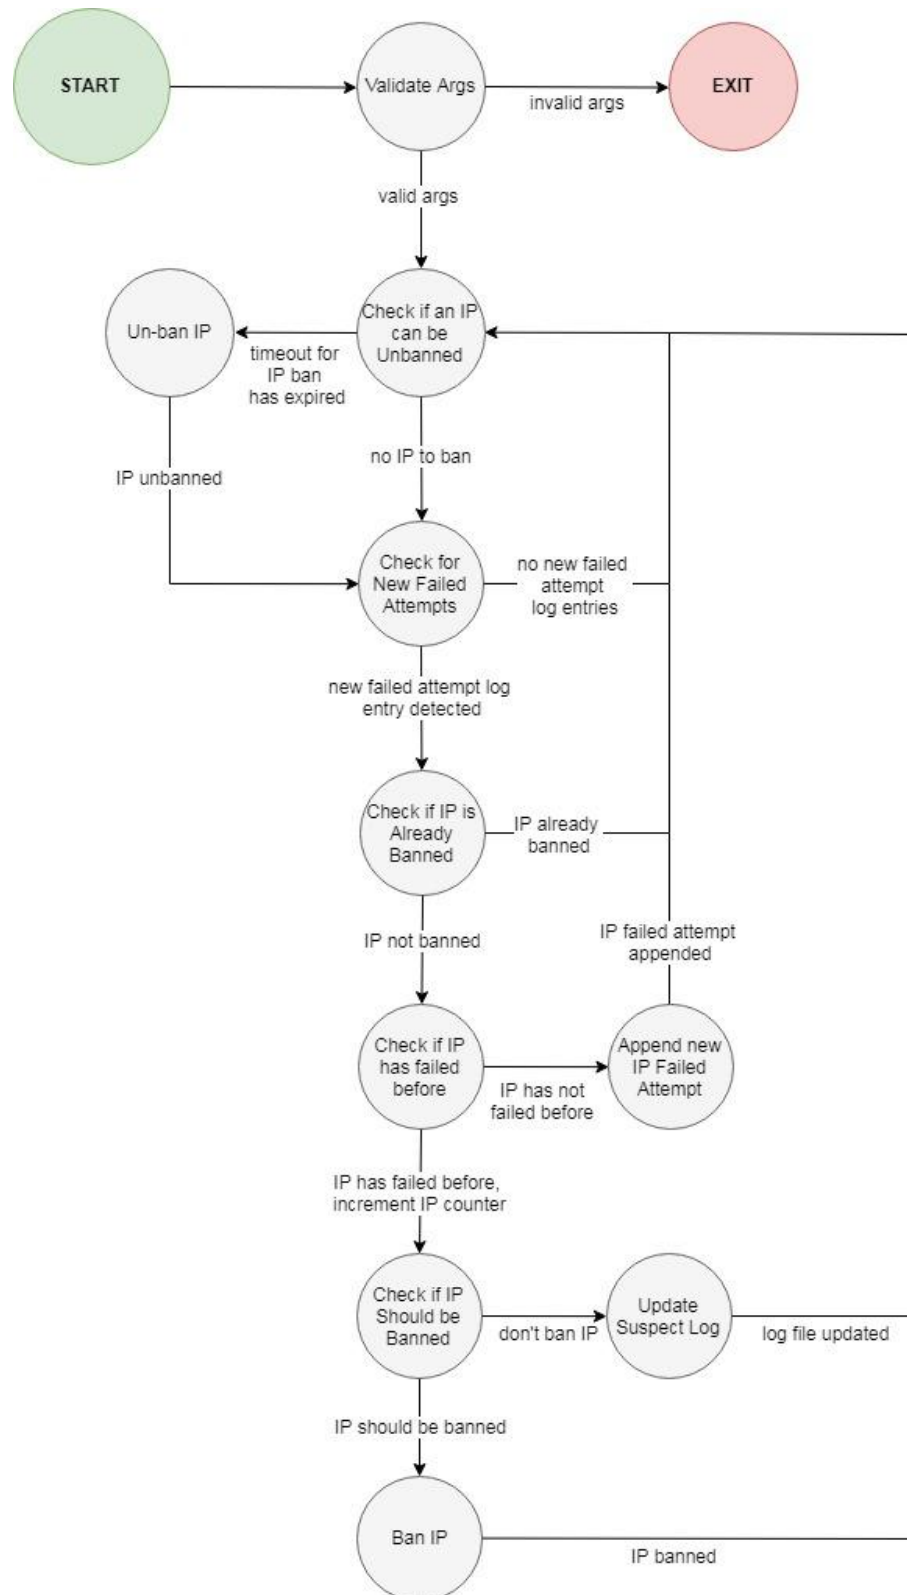 START
Validate Args
EXIT
invalid args
valid args
Un-ban IP
Check if an IP
can be
Unbanned
timeout for
IP ban
has expired
IP unbanned
no IP to ban
Check for
New Failed
Attempts
no new failed
attempt
log entries
new failed attempt log
entry detected
Check if IP is
Already
Banned
IP already
banned
IP not banned
IP failed attempt
appended
Check if IP
has failed
before
IP has not
failed before
Append new
IP Failed
Attempt
IP has failed before,
increment IP counter
Check if IP
Should be
Banned
don't ban IP
Update
Suspect Log
log file updated
IP should be banned
Ban IP
IP banned